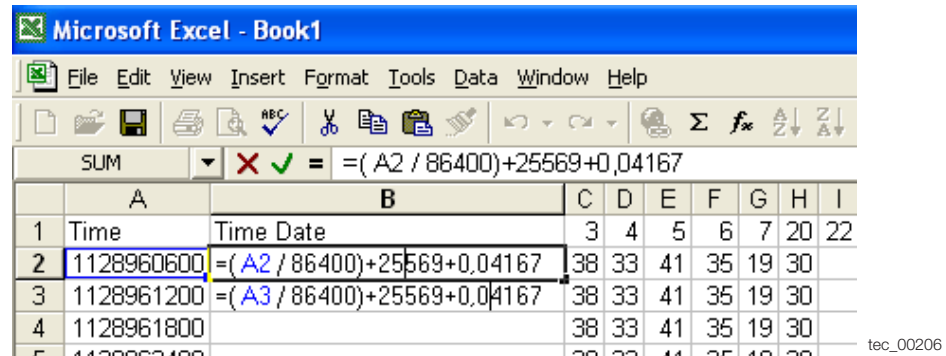 Microsoft Excel - Book1
File Edit View Insert Format Tools Data Window Help
ABC Σ fx A Z Z A
SUM = =( A2 / 86400)+25569+0,04167
A B C D E F G H I
1 Time Time Date 3 4 5 6 7 20 22
2 1128960600 =( A2 / 86400)+25569+0,04167 38 33 41 35 19 30
3 1128961200 =( A3 / 86400)+25569+0,04167 38 33 41 35 19 30
4 1128961800 38 33 41 35 19 30
tec_00206